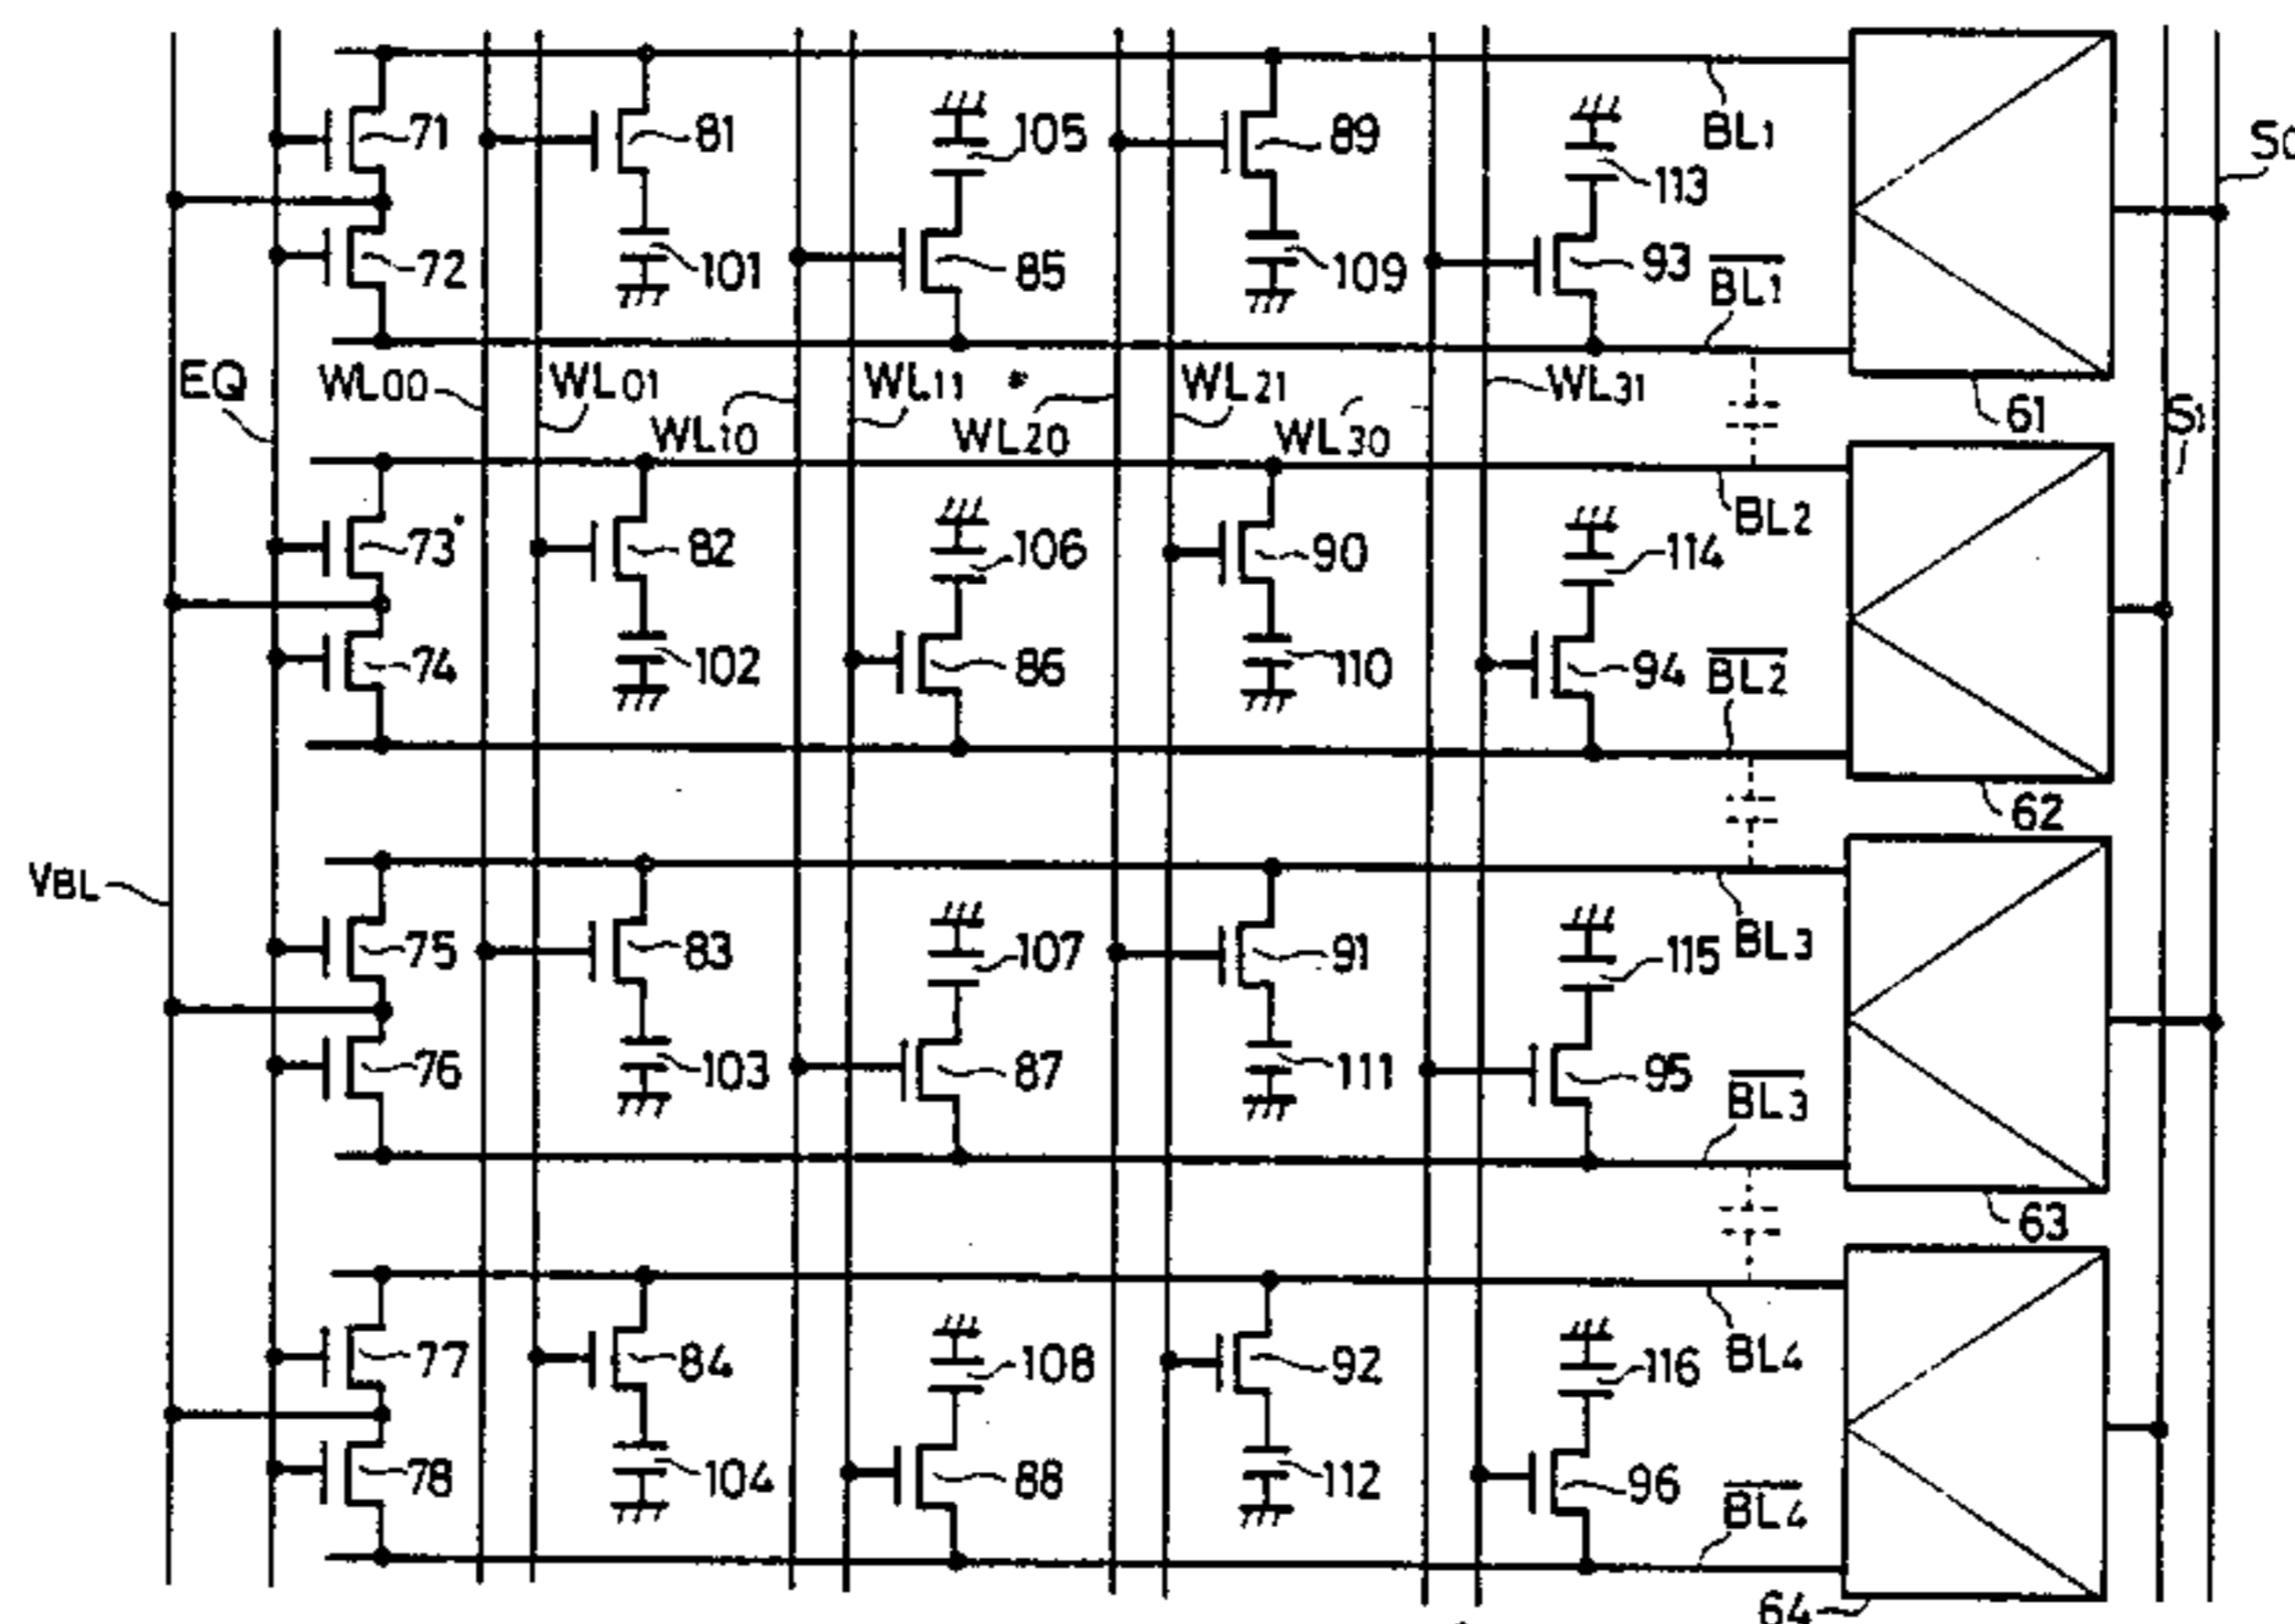 71 81 105 89 113 BL1 S0
72 101 85 109 93 BL1
EQ WL00 WL01 WL10 WL11 WL20 WL21 WL30 WL31 61 S1
73 82 106 90 114 BL2
74 102 86 110 94 BL2
62
VBL 75 83 107 91 115 BL3
76 103 87 111 95 BL3
63
77 84 108 92 116 BL4
78 104 88 112 96 BL4
64